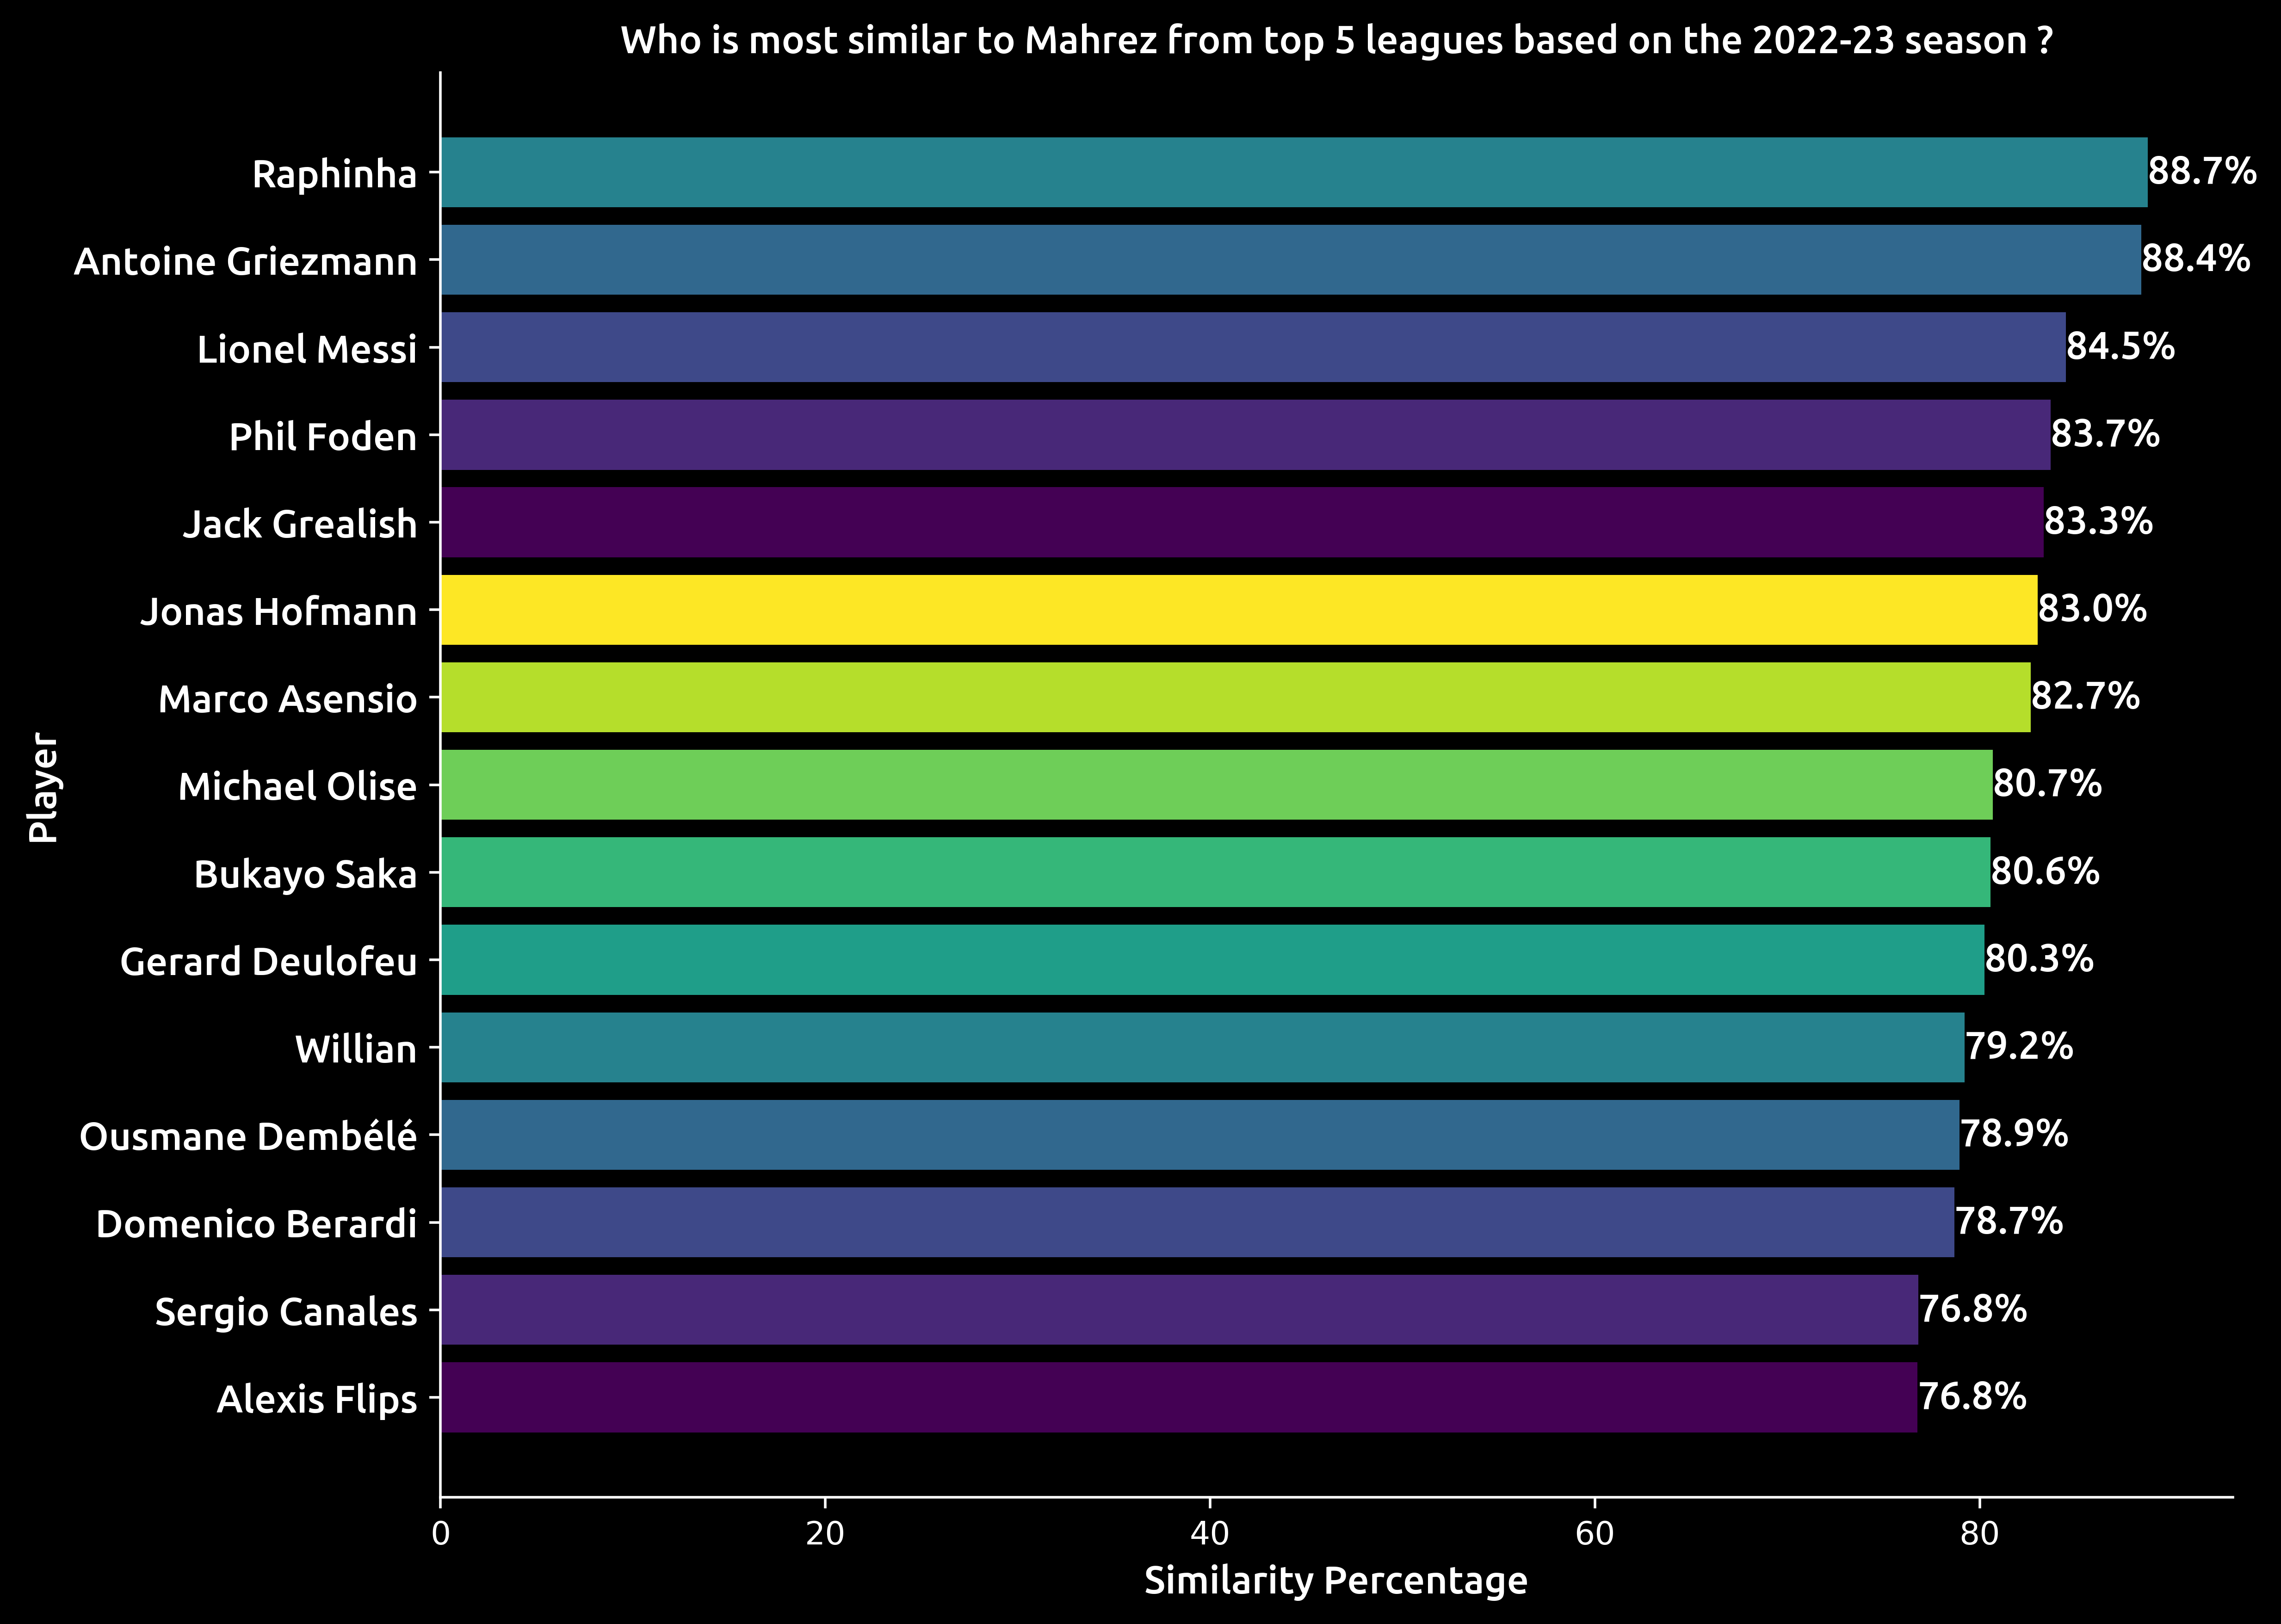 Who is most similar to Mahrez from top 5 leagues based on the 2022-23 season ?
Raphinha 88.7%
Antoine Griezmann 88.4%
Lionel Messi 84.5%
Phil Foden 83.7%
Jack Grealish 83.3%
Jonas Hofmann 83.0%
Marco Asensio 82.7%
Michael Olise 80.7%
Bukayo Saka 80.6%
Gerard Deulofeu 80.3%
Willian 79.2%
Ousmane Dembélé 78.9%
Domenico Berardi 78.7%
Sergio Canales 76.8%
Alexis Flips 76.8%
Player
0 20 40 60 80
Similarity Percentage